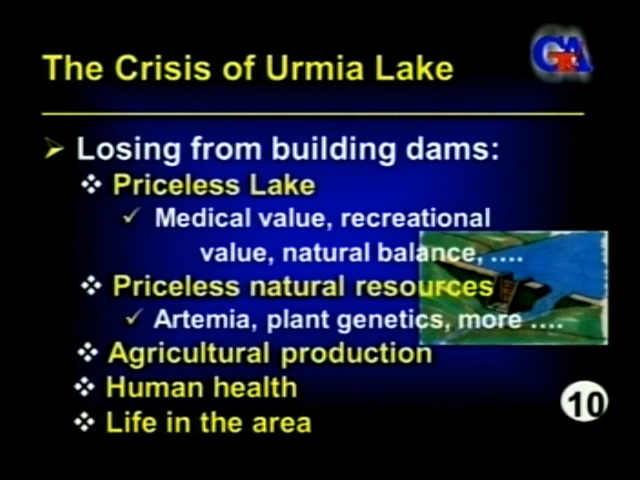 GTA
The Crisis of Urmia Lake
Losing from building dams:
Priceless Lake
Medical value, recreational
value, natural balance, ....
Priceless natural resources
Artemia, plant genetics, more ....
Agricultural production
Human health
Life in the area
10